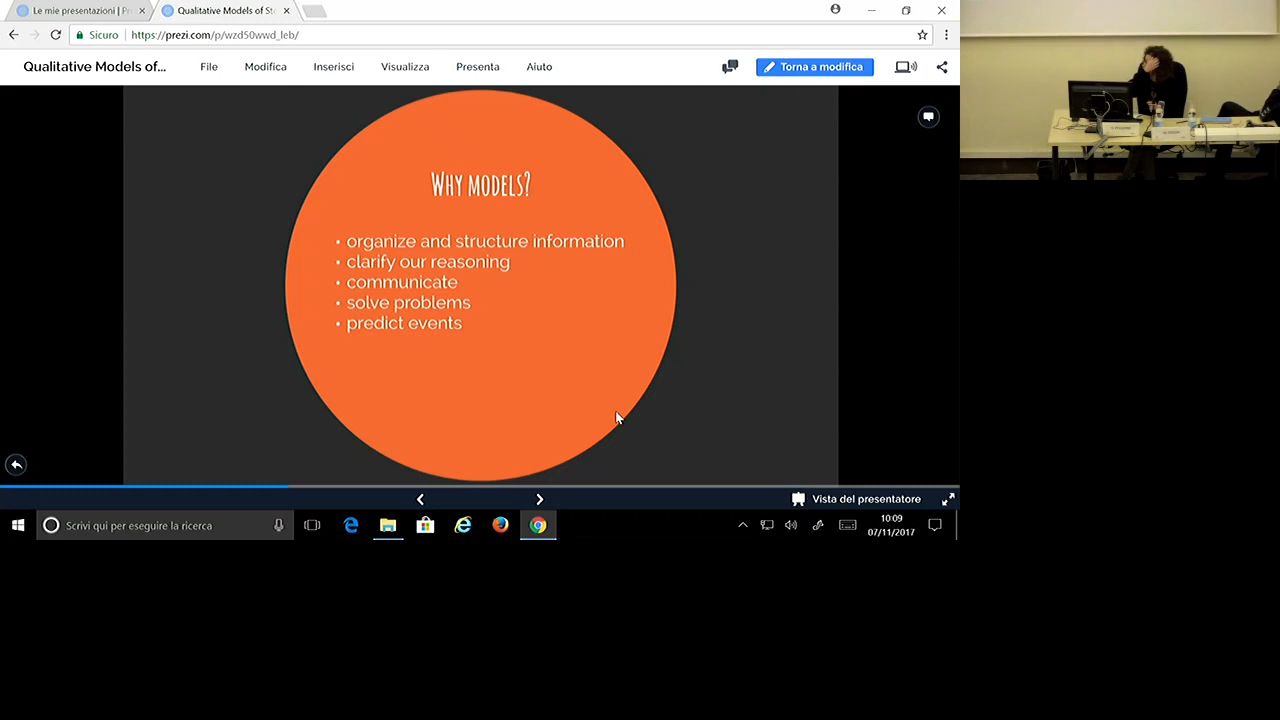 Le mie presentazioni | Pr
Qualitative Models of St
Sicuro
https://prezi.com/p/wzd50wwd_leb/
Qualitative Models of...
File
Modifica
Inserisci
Visualizza
Presenta
Aiuto
Torna a modifica
WHY MODELS?
• organize and structure information
• clarify our reasoning
• communicate
• solve problems
• predict events
Vista del presentatore
Scrivi qui per eseguire la ricerca
10:09
07/11/2017